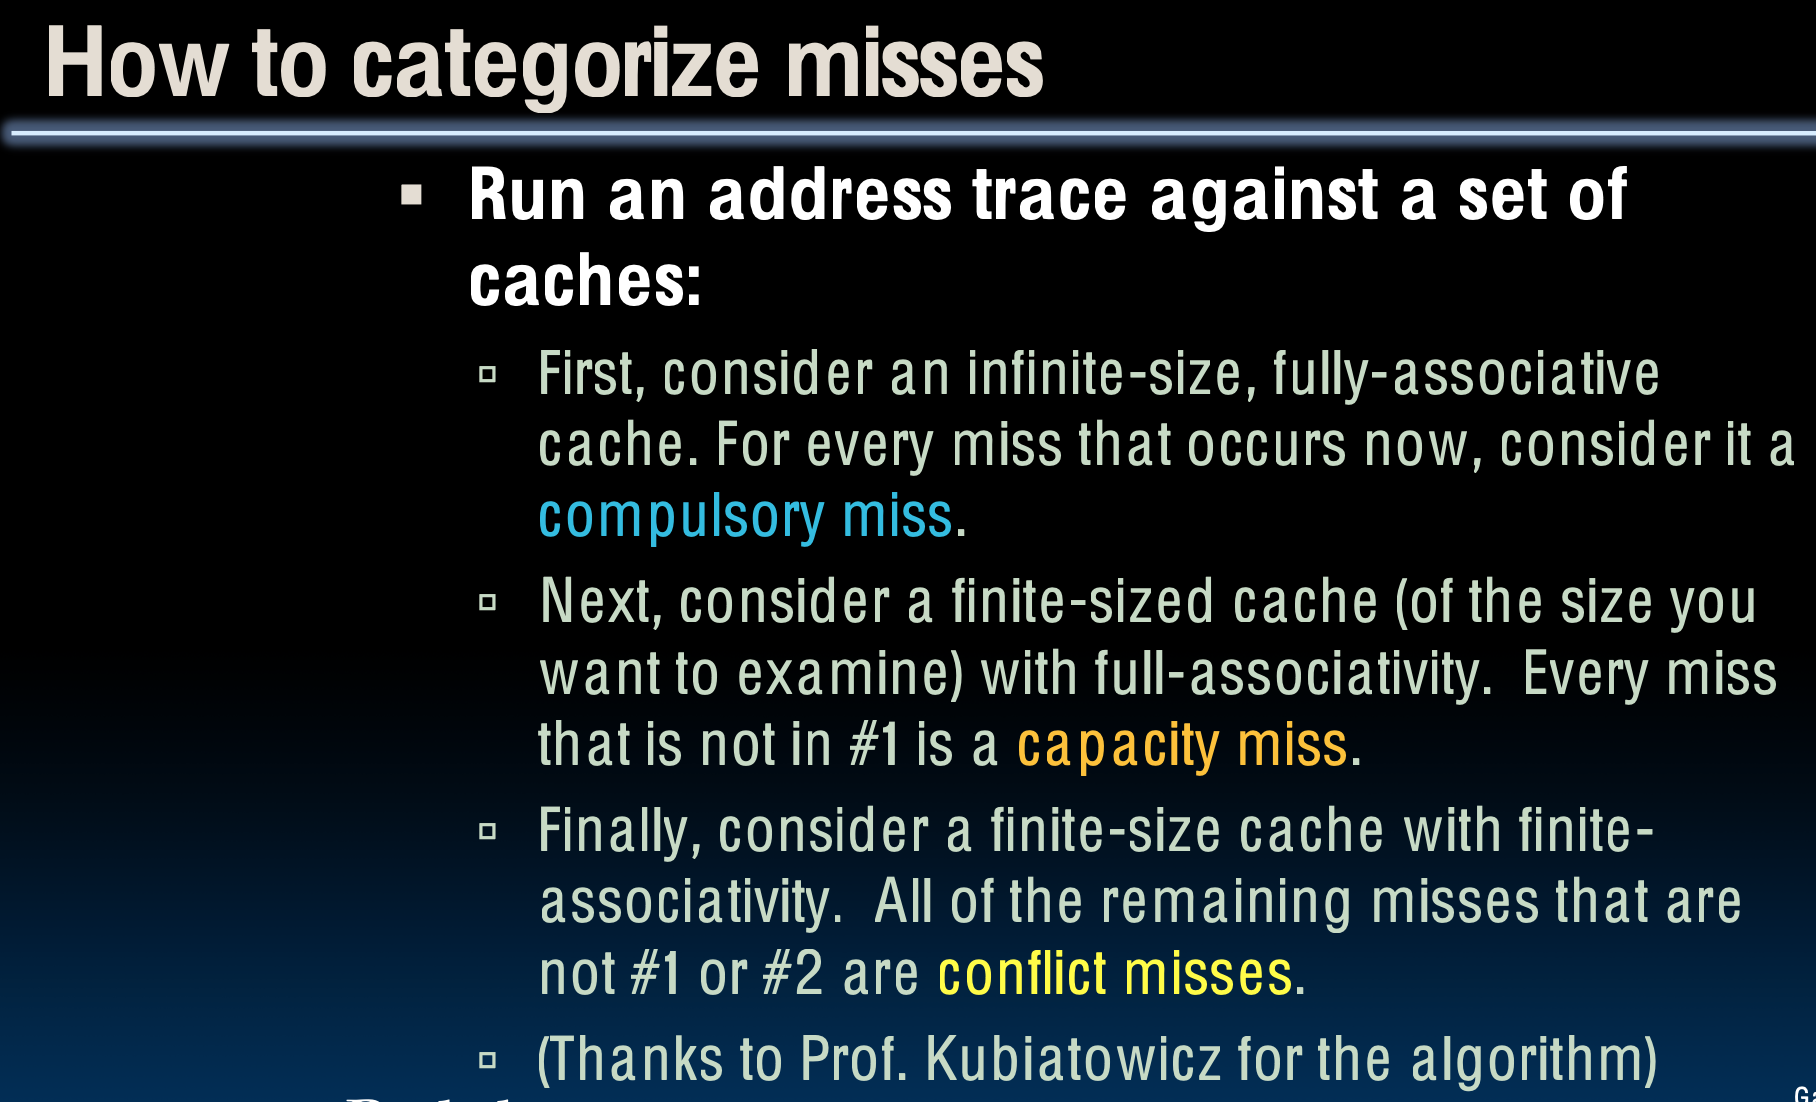 How to categorize misses
Run an address trace against a set of
caches:
First, consider an infinite-size, fully-associative
cache. For every miss that occurs now, consider it a
compulsory miss.
Next, consider a finite-sized cache (of the size you
want to examine) with full-associativity. Every miss
that is not in #1 is a capacity miss.
Finally, consider a finite-size cache with finite-
associativity. All of the remaining misses that are
not #1 or #2 are conflict misses.
(Thanks to Prof. Kubiatowicz for the algorithm)